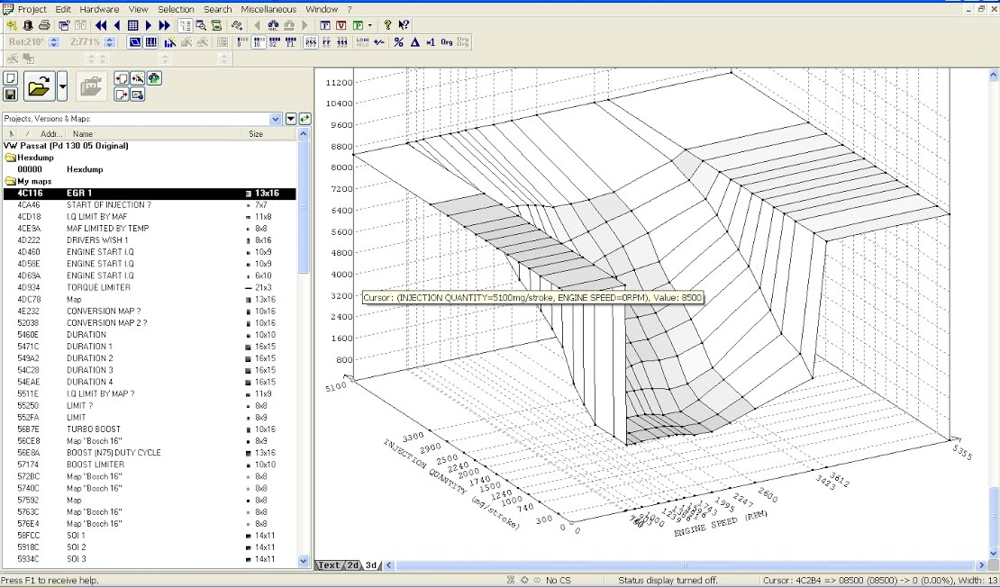 Project Edit Hardware View Selection Search Miscellaneous Window ?
Rot:210° Z:771%
8 16 32 255 FF +/- % Δ Org
Projects, Versions & Maps:
Addr... Name Size
VW Passat (Pd 130 05 Original)
Hexdump
00000 Hexdump
My maps
4C116 EGR 1 13x16
4CA46 START OF INJECTION ? 7x7
4CD18 I.Q LIMIT BY MAF 11x8
4CE9A MAF LIMITED BY TEMP 8x8
4D222 DRIVERS WISH 1 8x16
4D460 ENGINE START I.Q 10x9
4D58E ENGINE START I.Q 10x9
4D69A ENGINE START I.Q 6x10
4D934 TORQUE LIMITER 21x3
4DC78 Map 13x16
4E232 CONVERSION MAP ? 10x16
52038 CONVERSION MAP 2 ? 10x16
5460E DURATION 10x10
5471C DURATION 1 16x15
549A2 DURATION 2 16x15
54C28 DURATION 3 16x15
54EAE DURATION 4 16x15
5511E I.Q LIMIT BY MAP ? 11x9
55250 LIMIT ? 8x8
552FA LIMIT 8x9
56B7E TURBO BOOST 10x16
56CE8 Map "Bosch 16" 8x9
56E8A BOOST (N75) DUTY CYCLE 13x16
57174 BOOST LIMITER 10x10
572BC Map "Bosch 16" 8x8
5740C Map "Bosch 16" 8x8
57592 Map 8x8
5763C Map "Bosch 16" 8x8
576E4 Map "Bosch 16" 8x8
58FCC SOI 1 14x11
5918C SOI 2 14x11
5934C SOI 3 14x11
11200
10400
9600
8800
8000
7200
6400
5600
4800
4000
3200
2400
1600
800
Cursor: (INJECTION QUANTITY=5100mg/stroke, ENGINE SPEED=0RPM), Value: 8500
5100
3300
2900
2500
2240
2000
1740
1500
1240
1000
740
300
0
INJECTION QUANTITY (mg/stroke)
0
1000
1239
1743
1995
2247
2600
3423
3612
5355
ENGINE SPEED (RPM)
Text 2d 3d
Press F1 to receive help. No CS Status display turned off. Cursor: 4C2B4 => 08500 (08500) -> 0 (0.00%), Width: 13